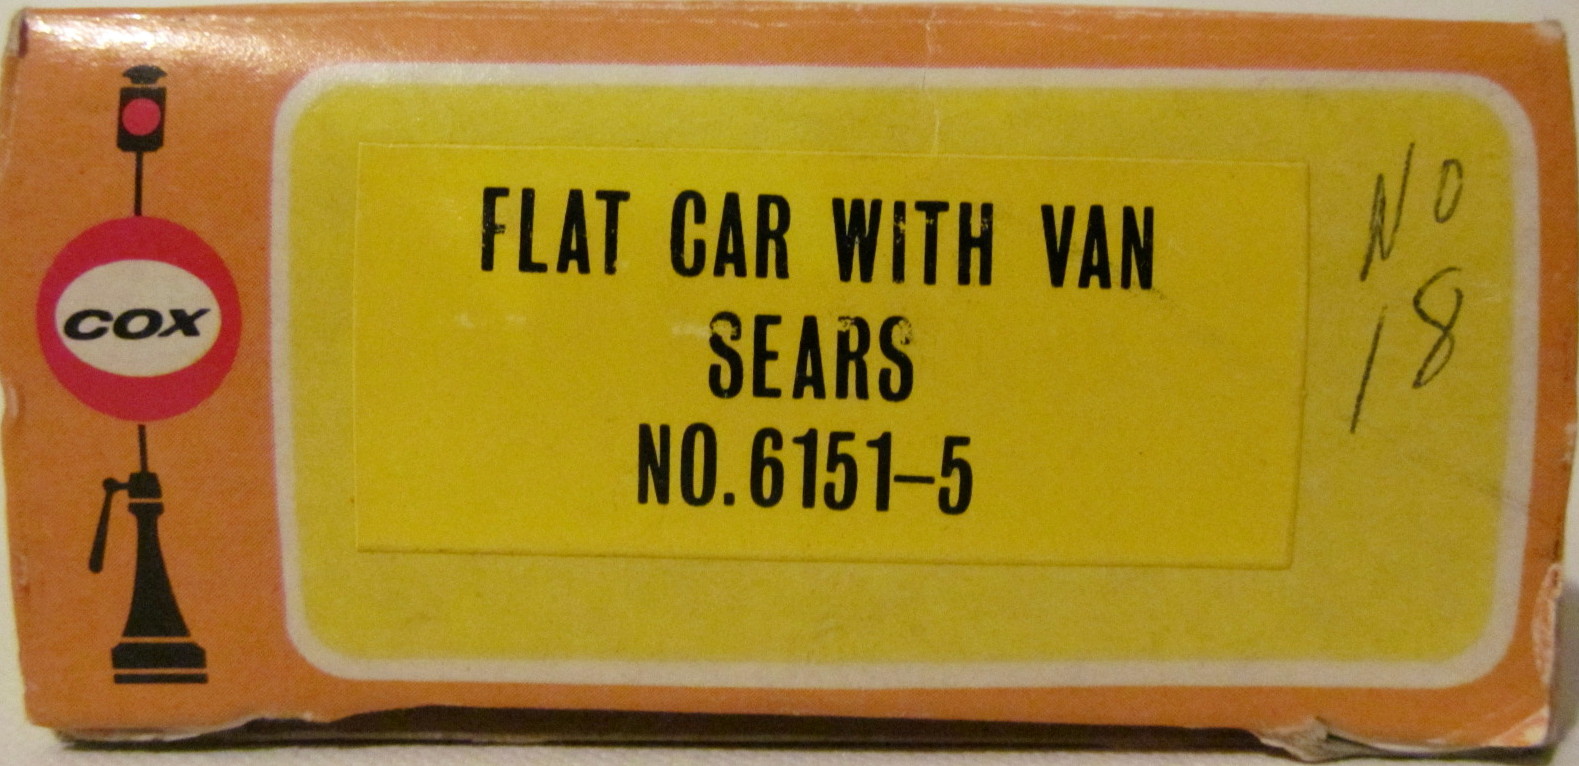 COX
FLAT CAR WITH VAN
SEARS
NO. 6151-5
NO
18